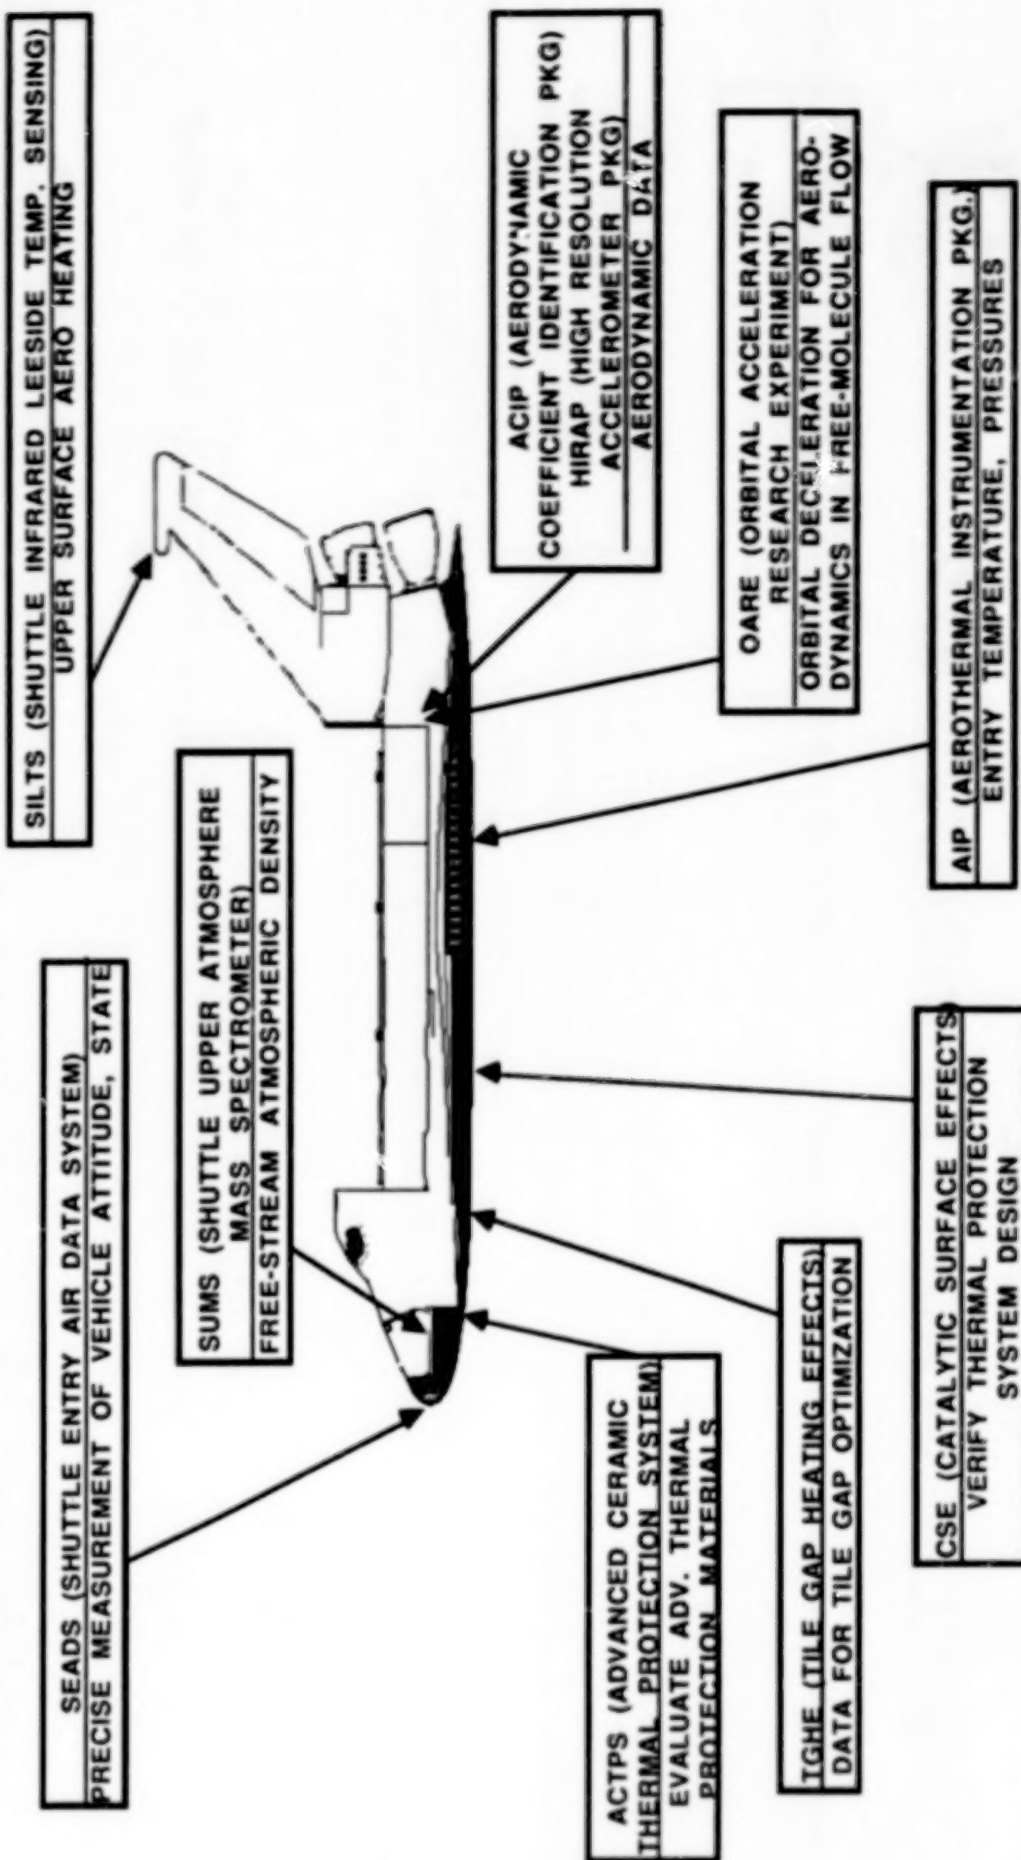 SEADS (SHUTTLE ENTRY AIR DATA SYSTEM)
PRECISE MEASUREMENT OF VEHICLE ATTITUDE, STATE
SILTS (SHUTTLE INFRARED LEESIDE TEMP. SENSING)
UPPER SURFACE AERO HEATING
SUMS (SHUTTLE UPPER ATMOSPHERE
MASS SPECTROMETER)
FREE-STREAM ATMOSPHERIC DENSITY
ACIP (AERODYNAMIC
COEFFICIENT IDENTIFICATION PKG)
HIRAP (HIGH RESOLUTION
ACCELEROMETER PKG)
AERODYNAMIC DATA
ACTPS (ADVANCED CERAMIC
THERMAL PROTECTION SYSTEM)
EVALUATE ADV. THERMAL
PROTECTION MATERIALS
OARE (ORBITAL ACCELERATION
RESEARCH EXPERIMENT)
ORBITAL DECELERATION FOR AERO-
DYNAMICS IN FREE-MOLECULE FLOW
TGHE (TILE GAP HEATING EFFECTS)
DATA FOR TILE GAP OPTIMIZATION
CSE (CATALYTIC SURFACE EFFECTS)
VERIFY THERMAL PROTECTION
SYSTEM DESIGN
AIP (AEROTHERMAL INSTRUMENTATION PKG.)
ENTRY TEMPERATURE, PRESSURES